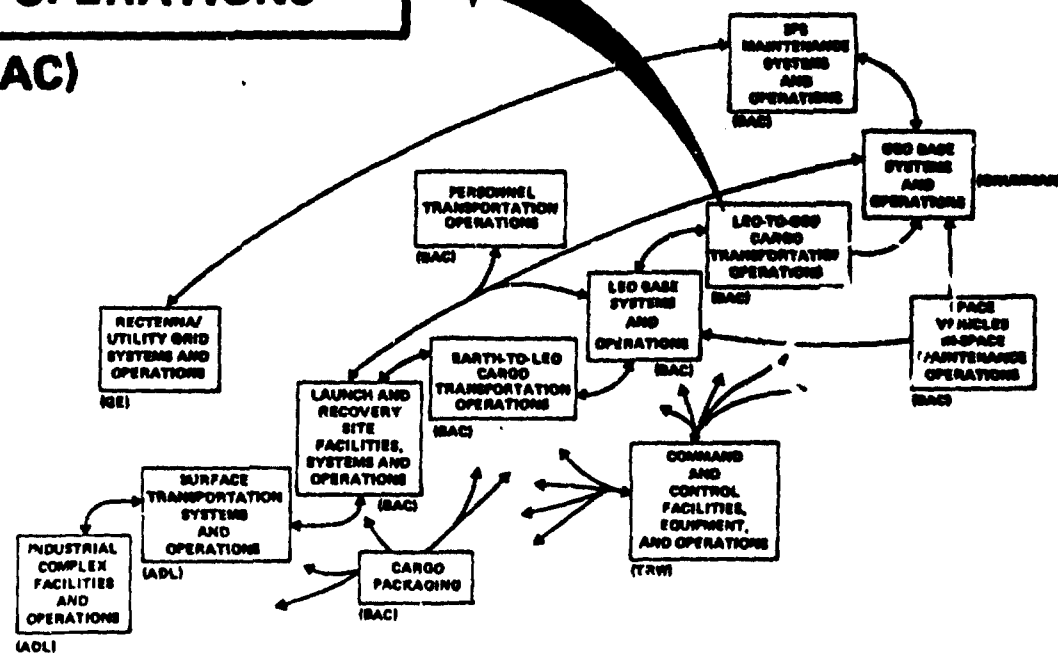 OPERATIONS
AC)
SPS
MAINTENANCE
SYSTEMS
AND
OPERATIONS
(BAC)
GEO BASE
SYSTEMS
AND
OPERATIONS
(GRUMMAN
PERSONNEL
TRANSPORTATION
OPERATIONS
(BAC)
LEO-TO-GEO
CARGO
TRANSPORTATION
OPERATIONS
(BAC)
LEO BASE
SYSTEMS
AND
OPERATIONS
(BAC)
PACE
VEHICLES
IN-SPACE
MAINTENANCE
OPERATIONS
(BAC)
RECTENNA/
UTILITY GRID
SYSTEMS AND
OPERATIONS
(GE)
EARTH-TO-LEO
CARGO
TRANSPORTATION
OPERATIONS
(BAC)
LAUNCH AND
RECOVERY
SITE
FACILITIES,
SYSTEMS AND
OPERATIONS
(BAC)
COMMAND
AND
CONTROL
FACILITIES,
EQUIPMENT,
AND OPERATIONS
(TRW)
SURFACE
TRANSPORTATION
SYSTEMS
AND
OPERATIONS
(ADL)
INDUSTRIAL
COMPLEX
FACILITIES
AND
OPERATIONS
(ADL)
CARGO
PACKAGING
(BAC)